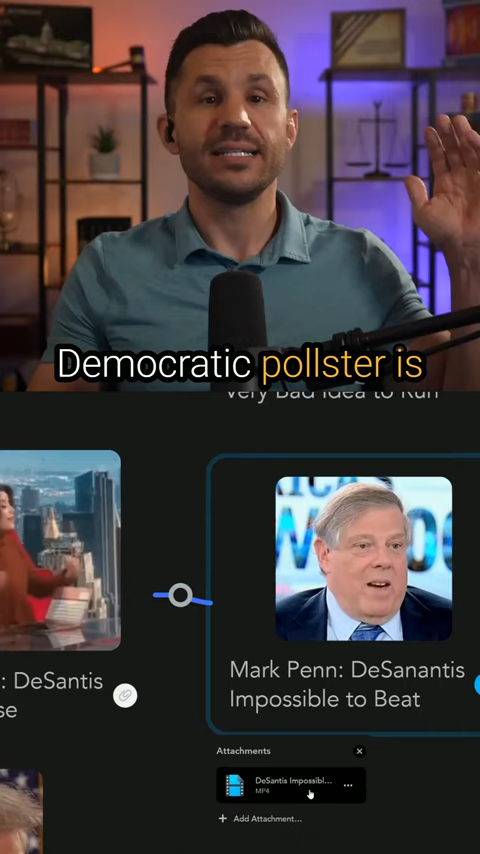 Democratic pollster is
Very Bad Idea to Run
: DeSantis
se
Mark Penn: DeSanantis
Impossible to Beat
Attachments
DeSantis Impossibl...
MP4
Add Attachment...